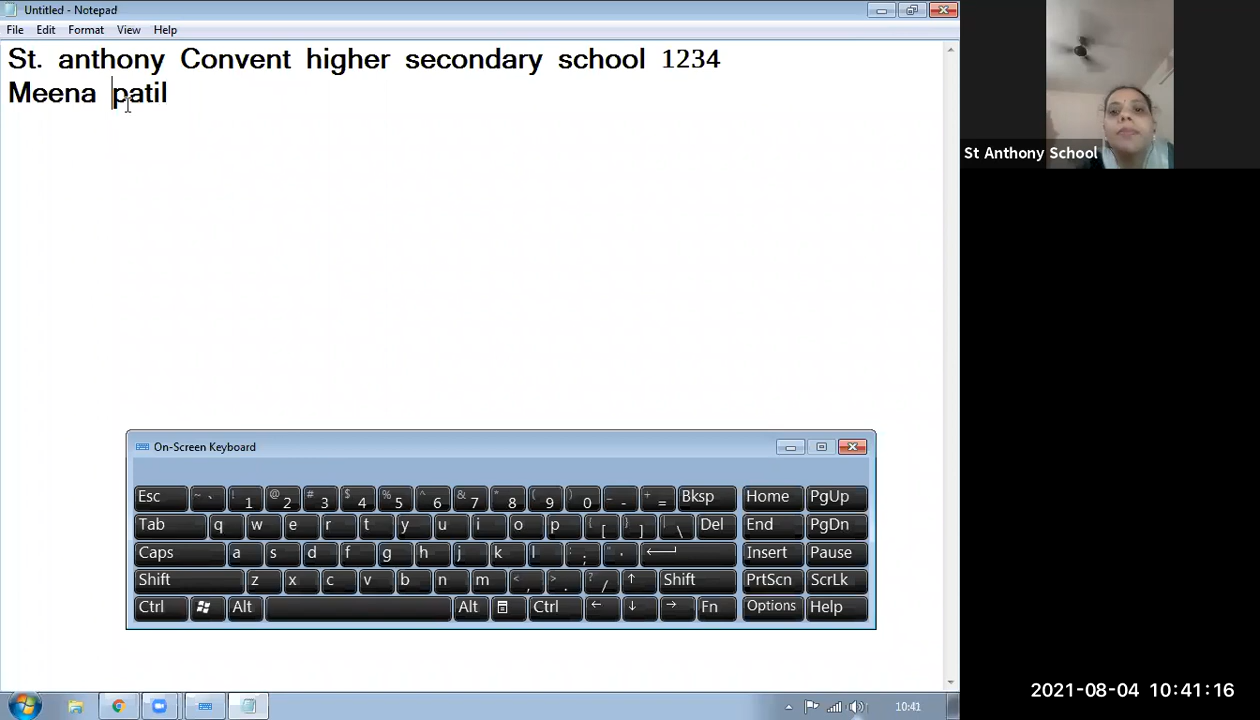 Untitled - Notepad
File Edit Format View Help
St. anthony Convent higher secondary school 1234
Meena patil
St Anthony School
On-Screen Keyboard
Esc ~ ` ! 1 @ 2 # 3 $ 4 % 5 ^ 6 & 7 * 8 ( 9 ) 0 _ - + = Bksp Home PgUp
Tab q w e r t y u i o p { [ } ] | \ Del End PgDn
Caps a s d f g h j k l : ; " ' Insert Pause
Shift z x c v b n m < , > . ? / ↑ Shift PrtScn ScrLk
Ctrl Alt Alt Ctrl ← ↓ → Fn Options Help
10:41
2021-08-04 10:41:16